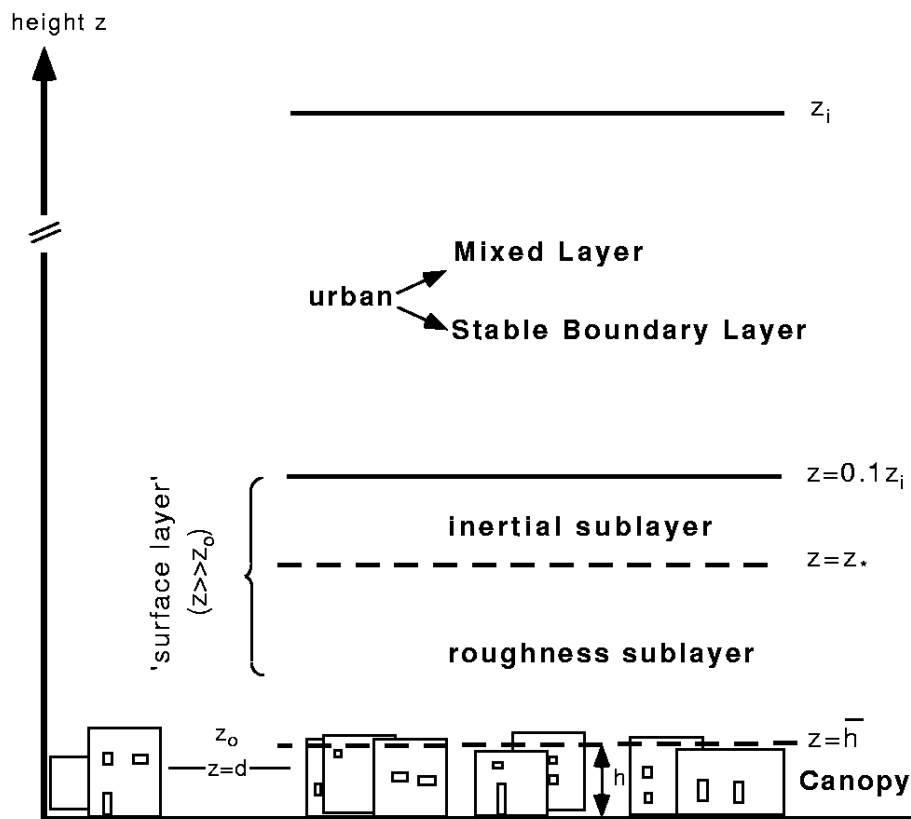 height z
z_i
Mixed Layer
urban
Stable Boundary Layer
z=0.1z_i
'surface layer'
(z>>z_o)
inertial sublayer
z=z_*
roughness sublayer
z_o
z=h̅
z=d
h
Canopy